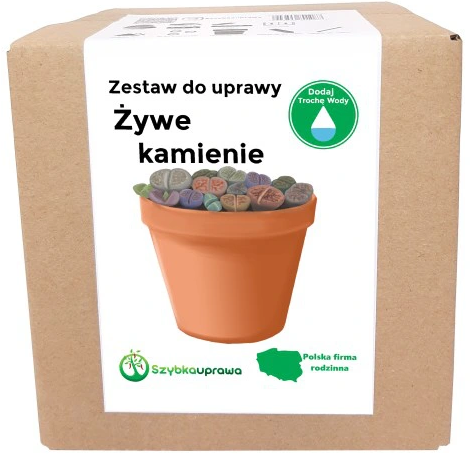 Zestaw do uprawy
Żywe
kamienie
Dodaj
Trochę Wody
Szybkauprawa
Polska firma
rodzinna